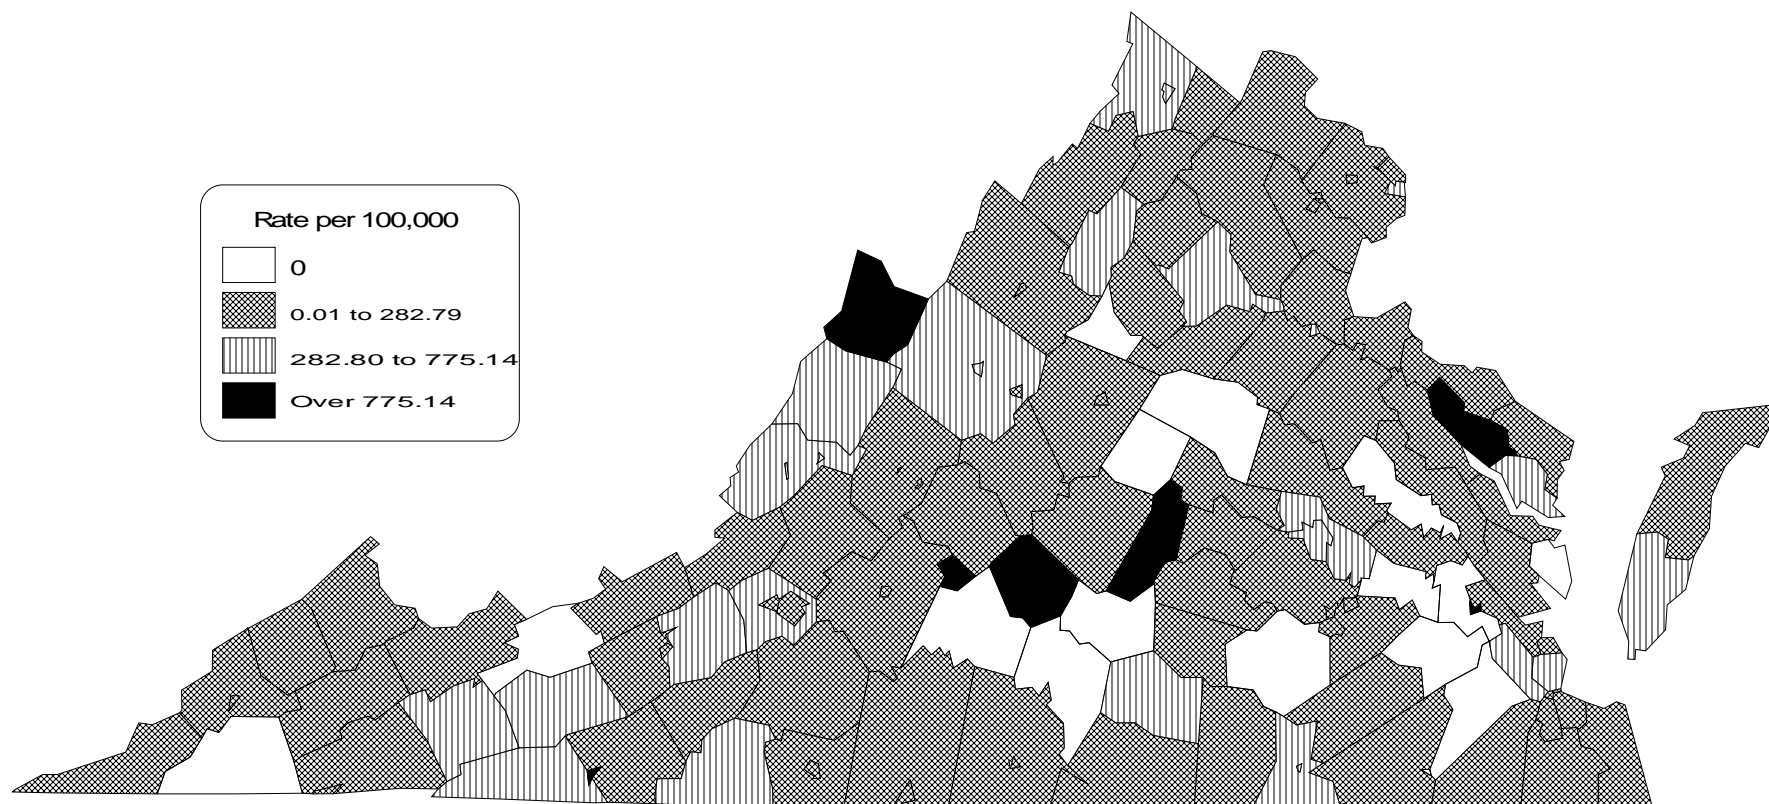 Rate per 100,000
0
0.01 to 282.79
282.80 to 775.14
Over 775.14